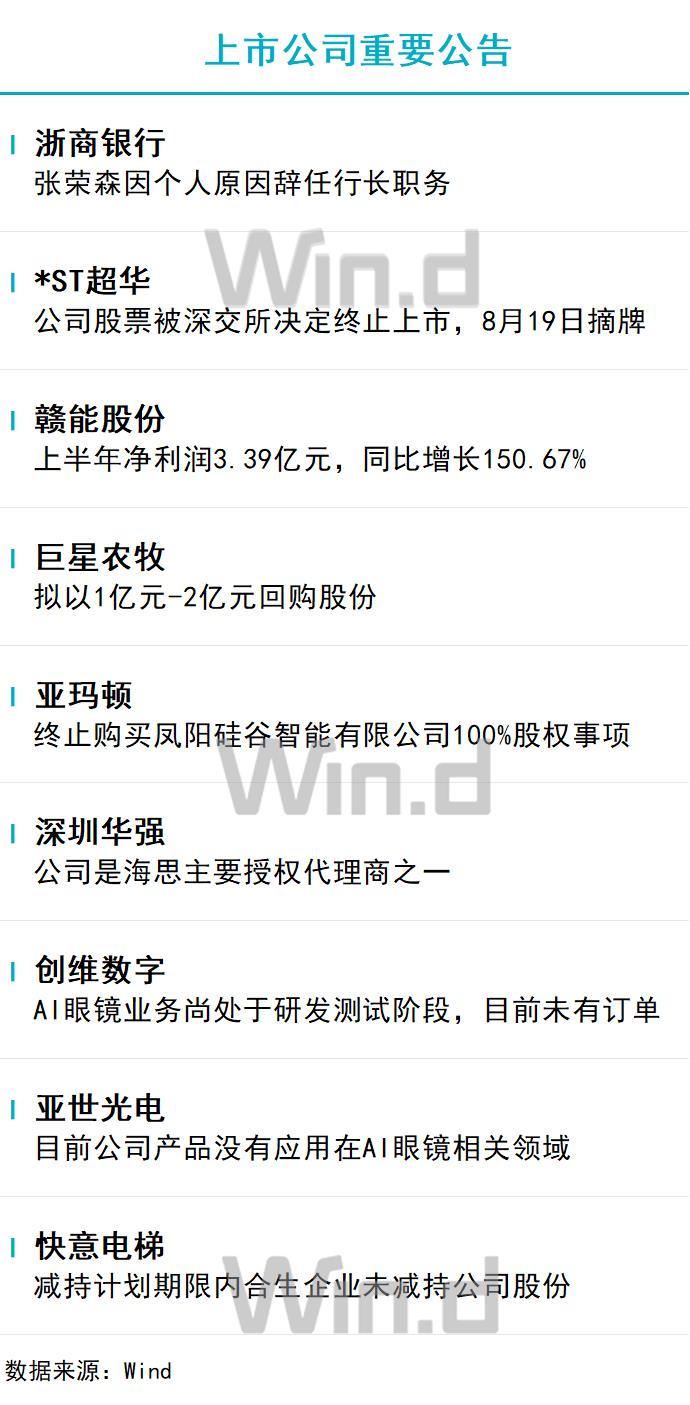 上市公司重要公告
浙商银行
张荣森因个人原因辞任行长职务
*ST超华
公司股票被深交所决定终止上市，8月19日摘牌
赣能股份
上半年净利润3.39亿元，同比增长150.67%
巨星农牧
拟以1亿元-2亿元回购股份
亚玛顿
终止购买凤阳硅谷智能有限公司100%股权事项
深圳华强
公司是海思主要授权代理商之一
创维数字
AI眼镜业务尚处于研发测试阶段，目前未有订单
亚世光电
目前公司产品没有应用在AI眼镜相关领域
快意电梯
减持计划期限内合生企业未减持公司股份
数据来源：Wind
Win.d
Win.d
Win.d